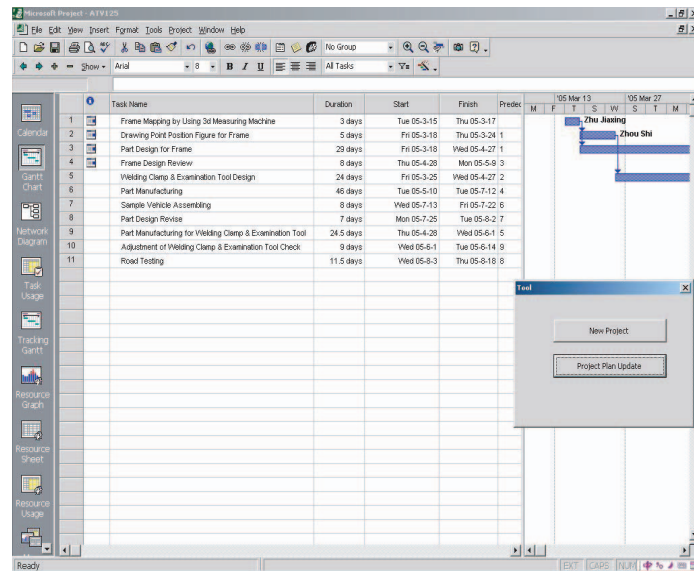 Microsoft Project - ATV125
File Edit View Insert Format Tools Project Window Help
No Group
Show Arial 8 B I U All Tasks
Task Name Duration Start Finish Predec
'05 Mar 13 '05 Mar 27
M F T S W S T M
1 Frame Mapping by Using 3d Measuring Machine 3 days Tue 05-3-15 Thu 05-3-17
2 Drawing Point Position Figure for Frame 5 days Fri 05-3-18 Thu 05-3-24 1
3 Part Design for Frame 29 days Fri 05-3-18 Wed 05-4-27 1
4 Frame Design Review 8 days Thu 05-4-28 Mon 05-5-9 3
5 Welding Clamp & Examination Tool Design 24 days Fri 05-3-25 Wed 05-4-27 2
6 Part Manufacturing 46 days Tue 05-5-10 Tue 05-7-12 4
7 Sample Vehicle Assembling 8 days Wed 05-7-13 Fri 05-7-22 6
8 Part Design Revise 7 days Mon 05-7-25 Tue 05-8-2 7
9 Part Manufacturing for Welding Clamp & Examination Tool 24.5 days Thu 05-4-28 Wed 05-6-1 5
10 Adjustment of Welding Clamp & Examination Tool Check 9 days Wed 05-6-1 Tue 05-6-14 9
11 Road Testing 11.5 days Wed 05-8-3 Thu 05-8-18 8
Zhu Jiaxing
Zhou Shi
Calendar
Gantt
Chart
Network
Diagram
Task
Usage
Tracking
Gantt
Resource
Graph
Resource
Sheet
Resource
Usage
Tool
New Project
Project Plan Update
Ready
EXT CAPS NUM 中